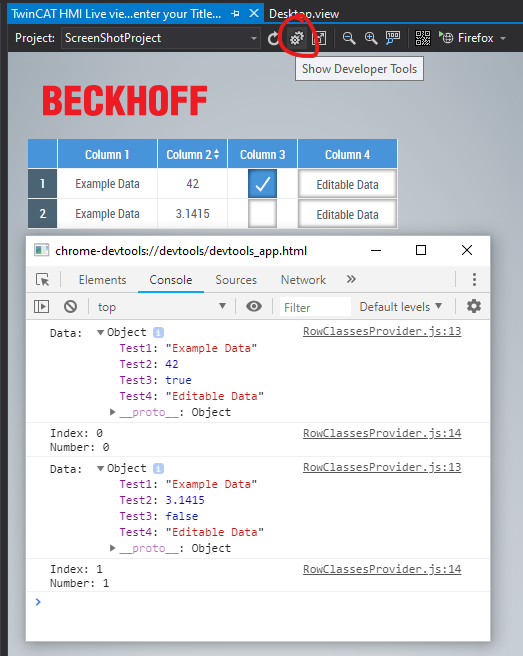 TwinCAT HMI Live vie...enter your Title...
Desktop.view
Project: ScreenShotProject
Firefox
Show Developer Tools
BECKHOFF
Column 1 Column 2 Column 3 Column 4
1 Example Data 42 Editable Data
2 Example Data 3.1415 Editable Data
chrome-devtools://devtools/devtools_app.html
Elements Console Sources Network »
top Filter Default levels
Data: Object i RowClassesProvider.js:13
Test1: "Example Data"
Test2: 42
Test3: true
Test4: "Editable Data"
__proto__: Object
Index: 0 RowClassesProvider.js:14
Number: 0
Data: Object i RowClassesProvider.js:13
Test1: "Example Data"
Test2: 3.1415
Test3: false
Test4: "Editable Data"
__proto__: Object
Index: 1 RowClassesProvider.js:14
Number: 1